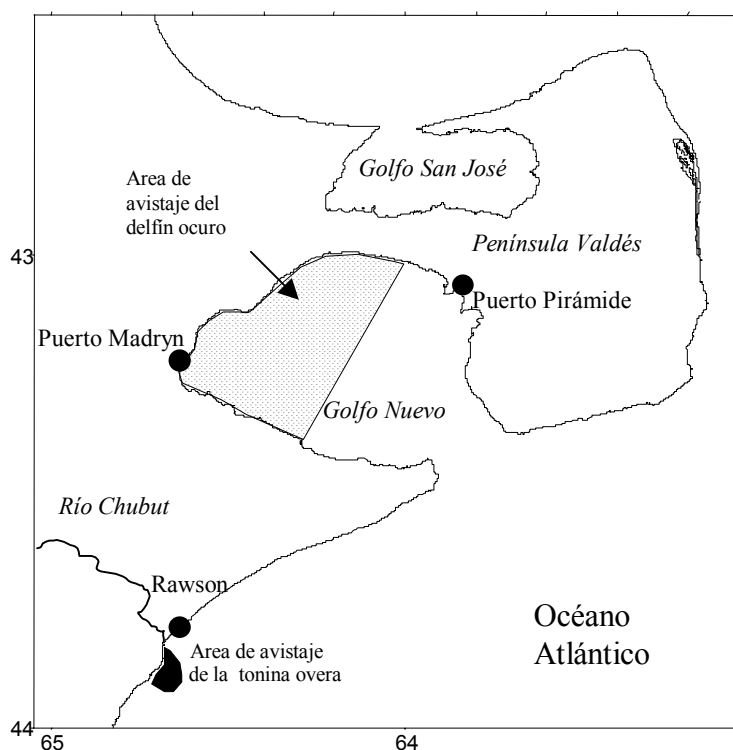 Golfo San José
Area de
avistaje del
delfín ocuro
43
Península Valdés
Puerto Pirámide
Puerto Madryn
Golfo Nuevo
Río Chubut
Rawson
Océano
Atlántico
Area de avistaje
de la tonina overa
44
65
64